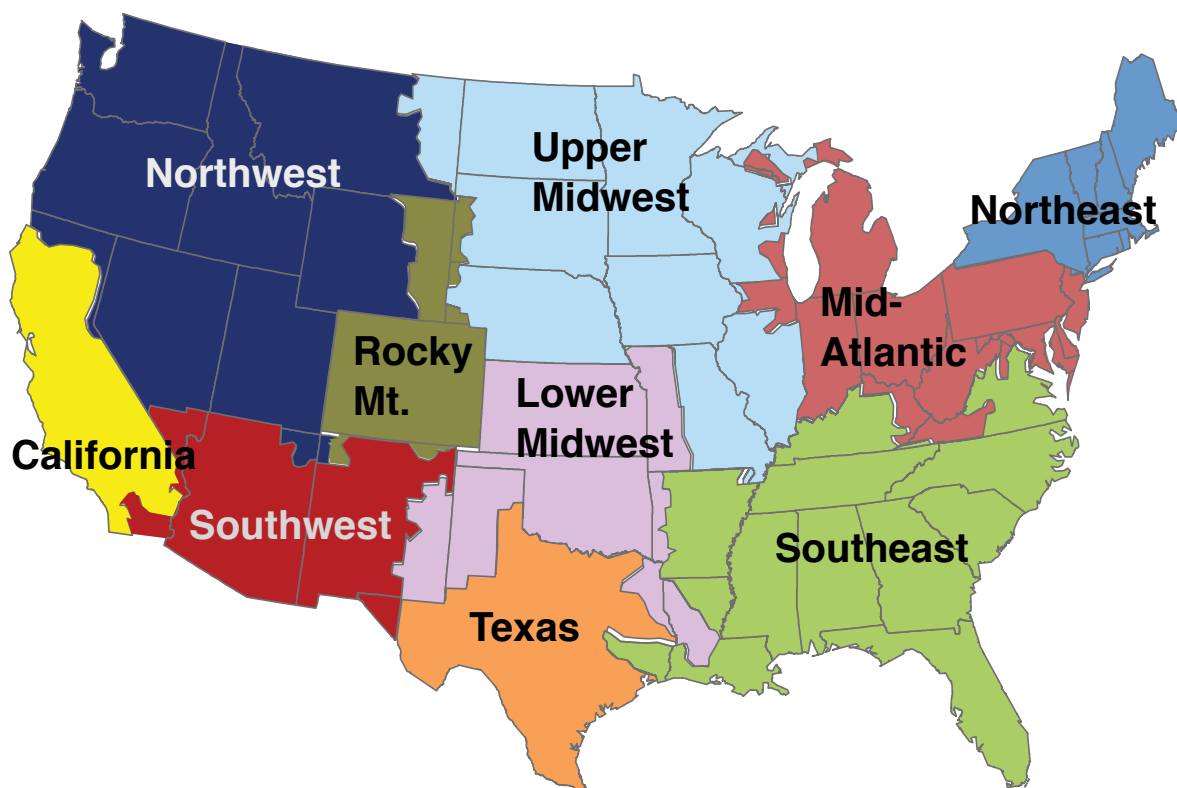 Northwest
Upper
Midwest
Northeast
Rocky
Mt.
Mid-
Atlantic
Lower
Midwest
California
Southwest
Southeast
Texas